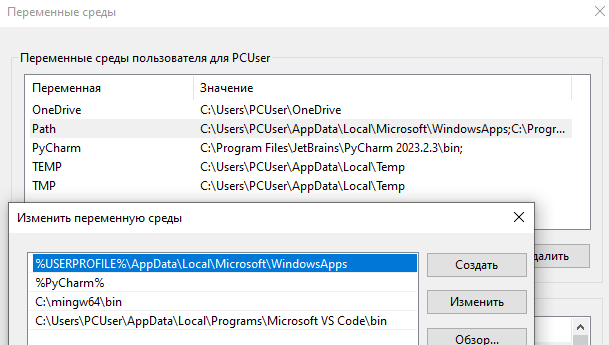 Переменные среды
Переменные среды пользователя для PCUser
Переменная Значение
OneDrive C:\Users\PCUser\OneDrive
Path C:\Users\PCUser\AppData\Local\Microsoft\WindowsApps;C:\Progr...
PyCharm C:\Program Files\JetBrains\PyCharm 2023.2.3\bin;
TEMP C:\Users\PCUser\AppData\Local\Temp
TMP C:\Users\PCUser\AppData\Local\Temp
Изменить переменную среды
далить
%USERPROFILE%\AppData\Local\Microsoft\WindowsApps
Создать
%PyCharm%
C:\mingw64\bin
Изменить
C:\Users\PCUser\AppData\Local\Programs\Microsoft VS Code\bin
Обзор...